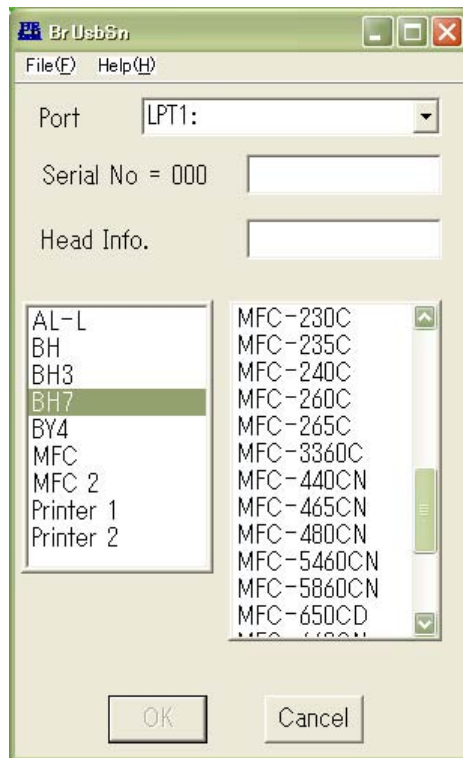 BrUsbSn
File(F) Help(H)
Port LPT1:
Serial No = 000
Head Info.
AL-L
BH
BH3
BH7
BY4
MFC
MFC 2
Printer 1
Printer 2
MFC-230C
MFC-235C
MFC-240C
MFC-260C
MFC-265C
MFC-3360C
MFC-440CN
MFC-465CN
MFC-480CN
MFC-5460CN
MFC-5860CN
MFC-650CD
OK Cancel